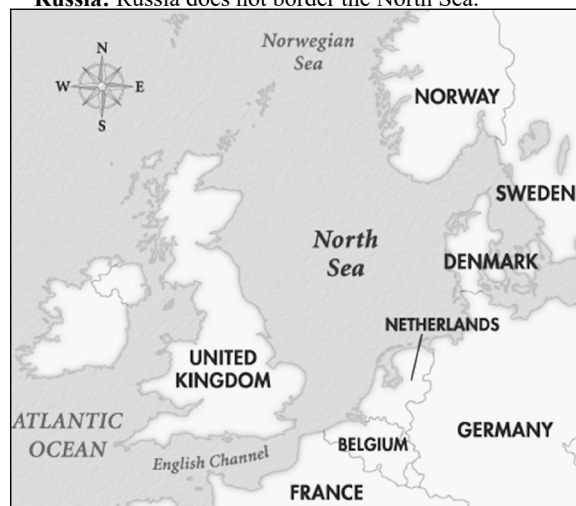 Russia: Russia does not border the North Sea.
Norwegian
Sea
N
W E
S
NORWAY
SWEDEN
North
Sea
DENMARK
NETHERLANDS
UNITED
KINGDOM
ATLANTIC
OCEAN
GERMANY
BELGIUM
English Channel
FRANCE